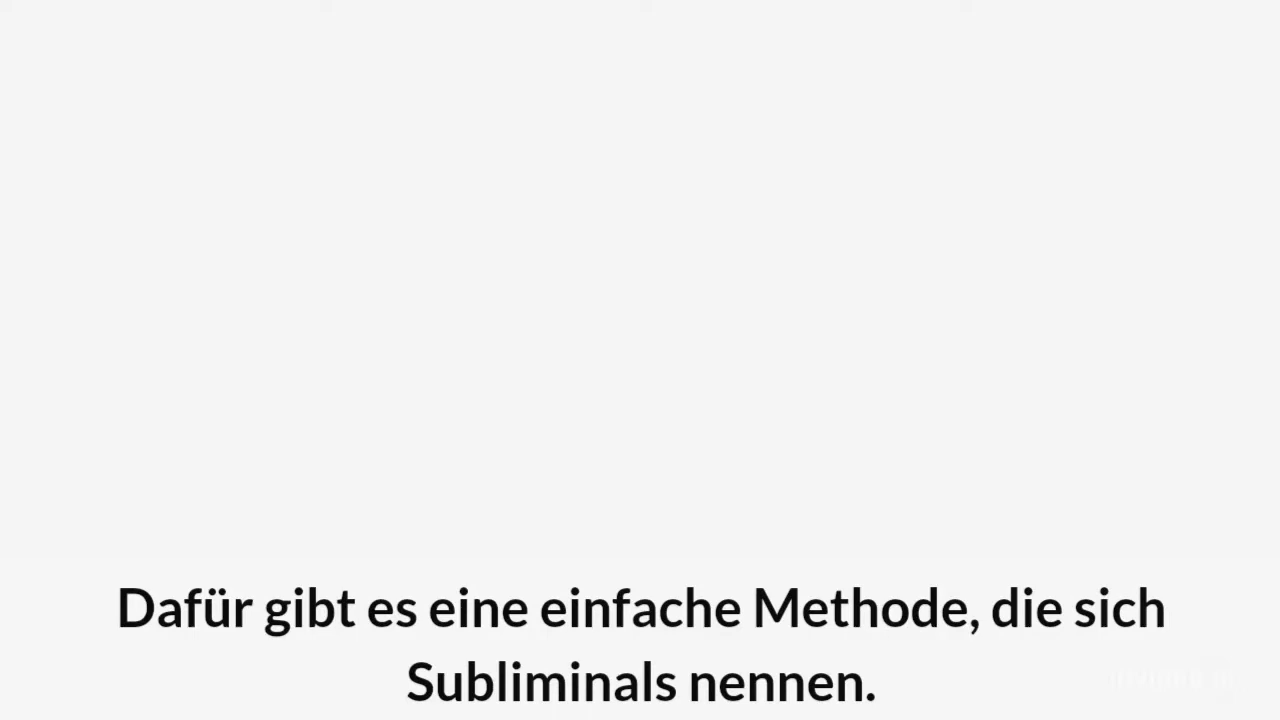 Dafür gibt es eine einfache Methode, die sich
Subliminals nennen.